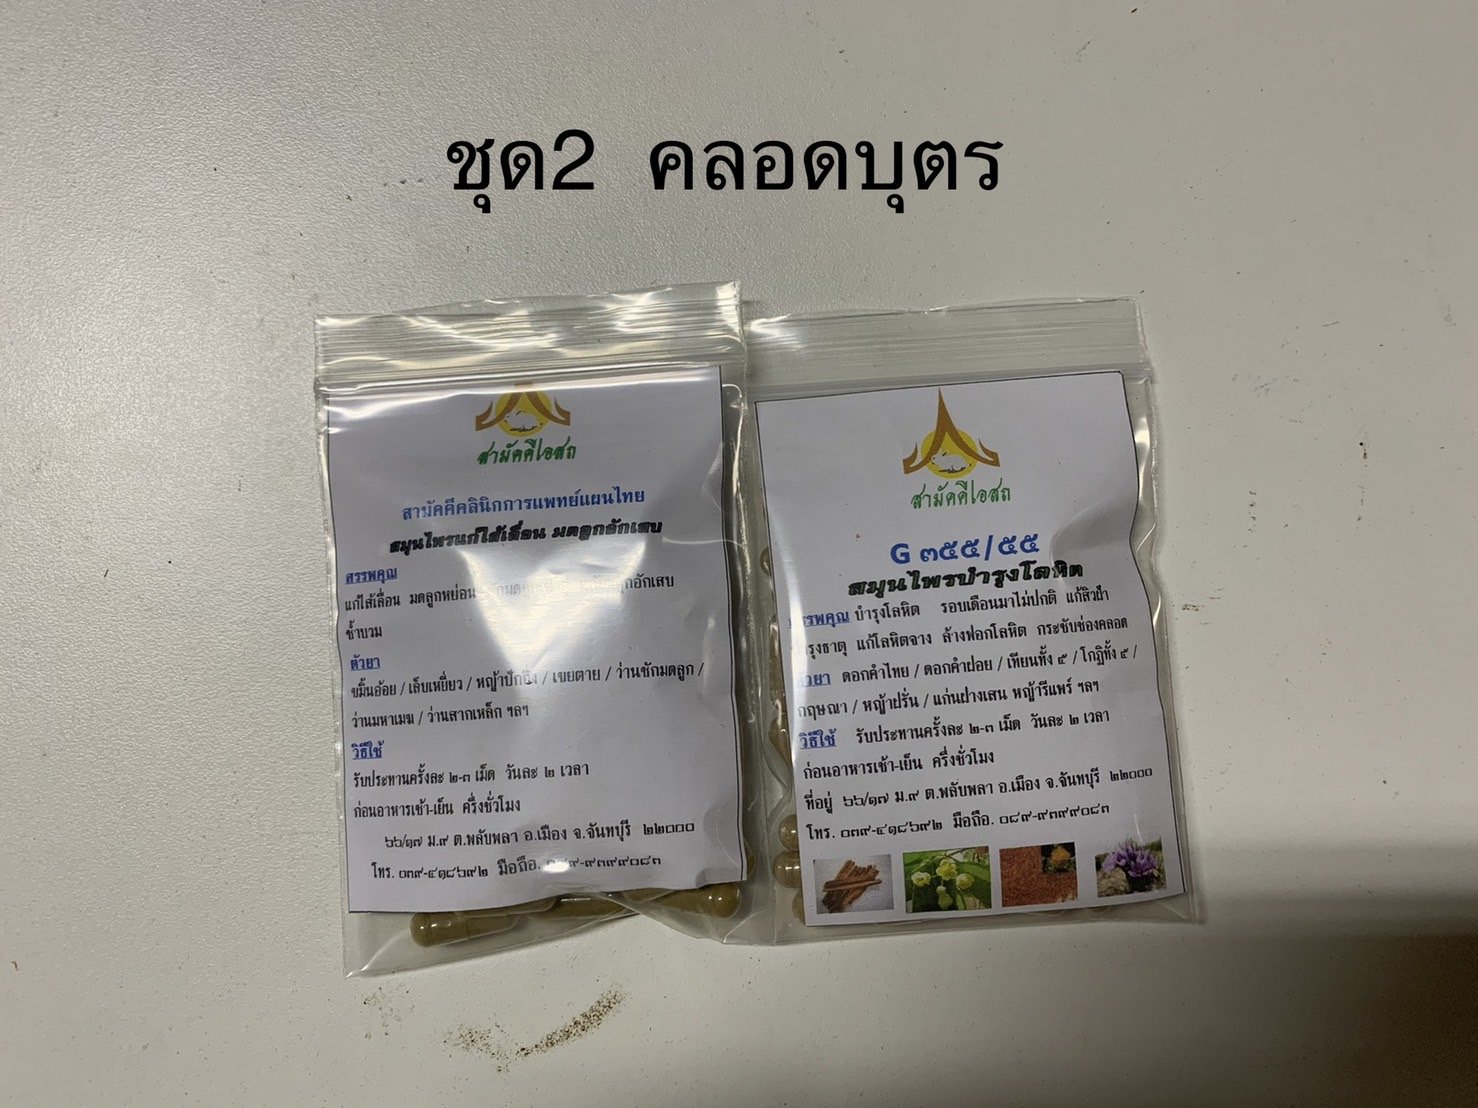 ชุด2 คลอดบุตร
สามัคคีโอสถ
สามัคคีคลินิกการแพทย์แผนไทย
สมุนไพรแก้ไส้เลื่อน มดลูกอักเสบ
สรรพคุณ
แก้ไส้เลื่อน มดลูกหย่อน อักเสบ
ช้ำบวม
ตัวยา
ขมิ้นอ้อย / เล็บเหยี่ยว / หญ้าปักกิ่ง / เขยตาย / ว่านชักมดลูก /
ว่านมหาเมฆ / ว่านสากเหล็ก ฯลฯ
วิธีใช้
รับประทานครั้งละ ๒-๓ เม็ด วันละ ๒ เวลา
ก่อนอาหารเช้า-เย็น ครึ่งชั่วโมง
๖๖/๑๗ ม.๙ ต.พลับพลา อ.เมือง จ.จันทบุรี ๒๒๐๐๐
โทร. ๐๓๙-๔๑๘๖๙๒ มือถือ. ๐๘๙-๙๓๙๙๐๘๓
สามัคคีโอสถ
G ๓๕๕/๕๕
สมุนไพรบำรุงโลหิต
สรรพคุณ บำรุงโลหิต รอบเดือนมาไม่ปกติ แก้สิวฝ้า
บำรุงธาตุ แก้โลหิตจาง ล้างฟอกโลหิต กระชับช่องคลอด
ตัวยา ดอกคำไทย / ดอกคำฝอย / เทียนทั้ง ๕ / โกฏิทั้ง ๕ /
กฤษณา / หญ้าฝรั่น / แก่นฝางเสน หญ้ารีแพร์ ฯลฯ
วิธีใช้ รับประทานครั้งละ ๒-๓ เม็ด วันละ ๒ เวลา
ก่อนอาหารเช้า-เย็น ครึ่งชั่วโมง
ที่อยู่ ๖๖/๑๗ ม.๙ ต.พลับพลา อ.เมือง จ.จันทบุรี ๒๒๐๐๐
โทร. ๐๓๙-๔๑๘๖๙๒ มือถือ. ๐๘๙-๙๓๙๙๐๘๓